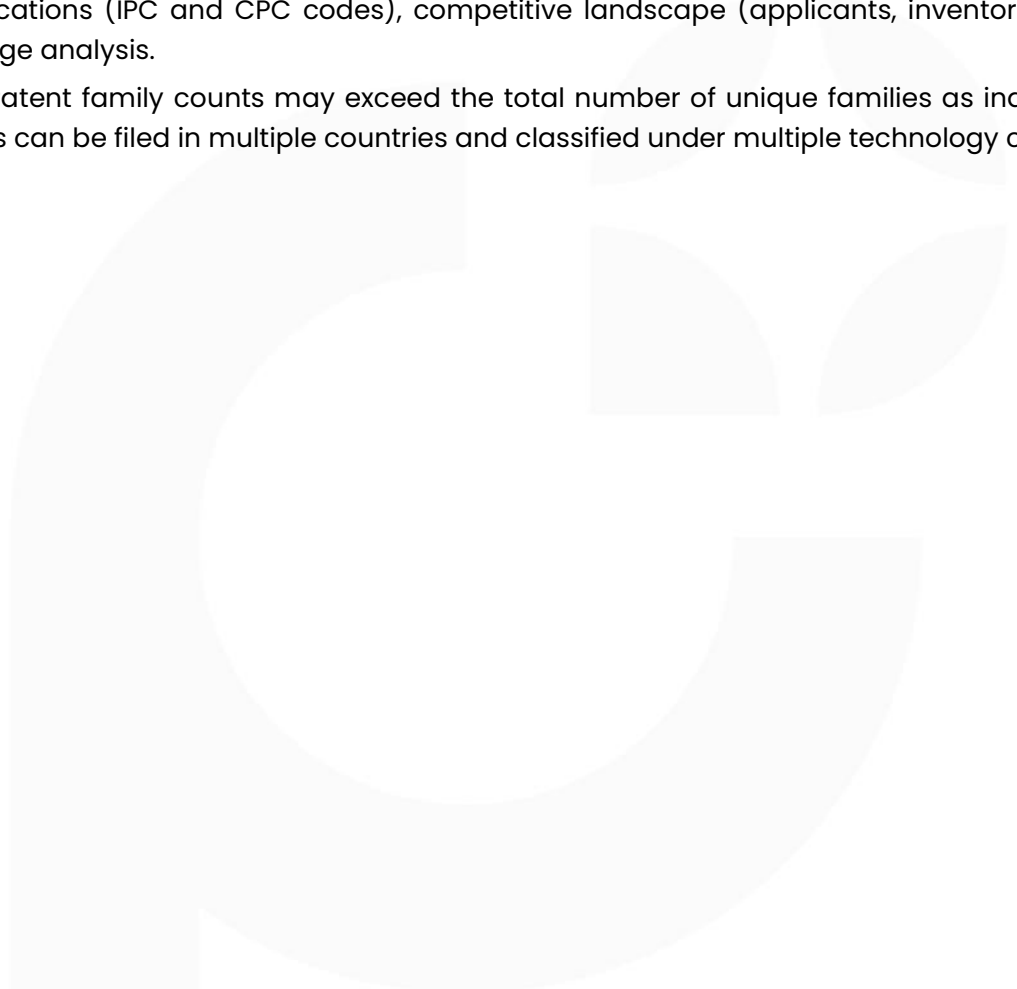 cations (IPC and CPC codes), competitive landscape (applicants, inventor
ge analysis.
atent family counts may exceed the total number of unique families as inc
s can be filed in multiple countries and classified under multiple technology c